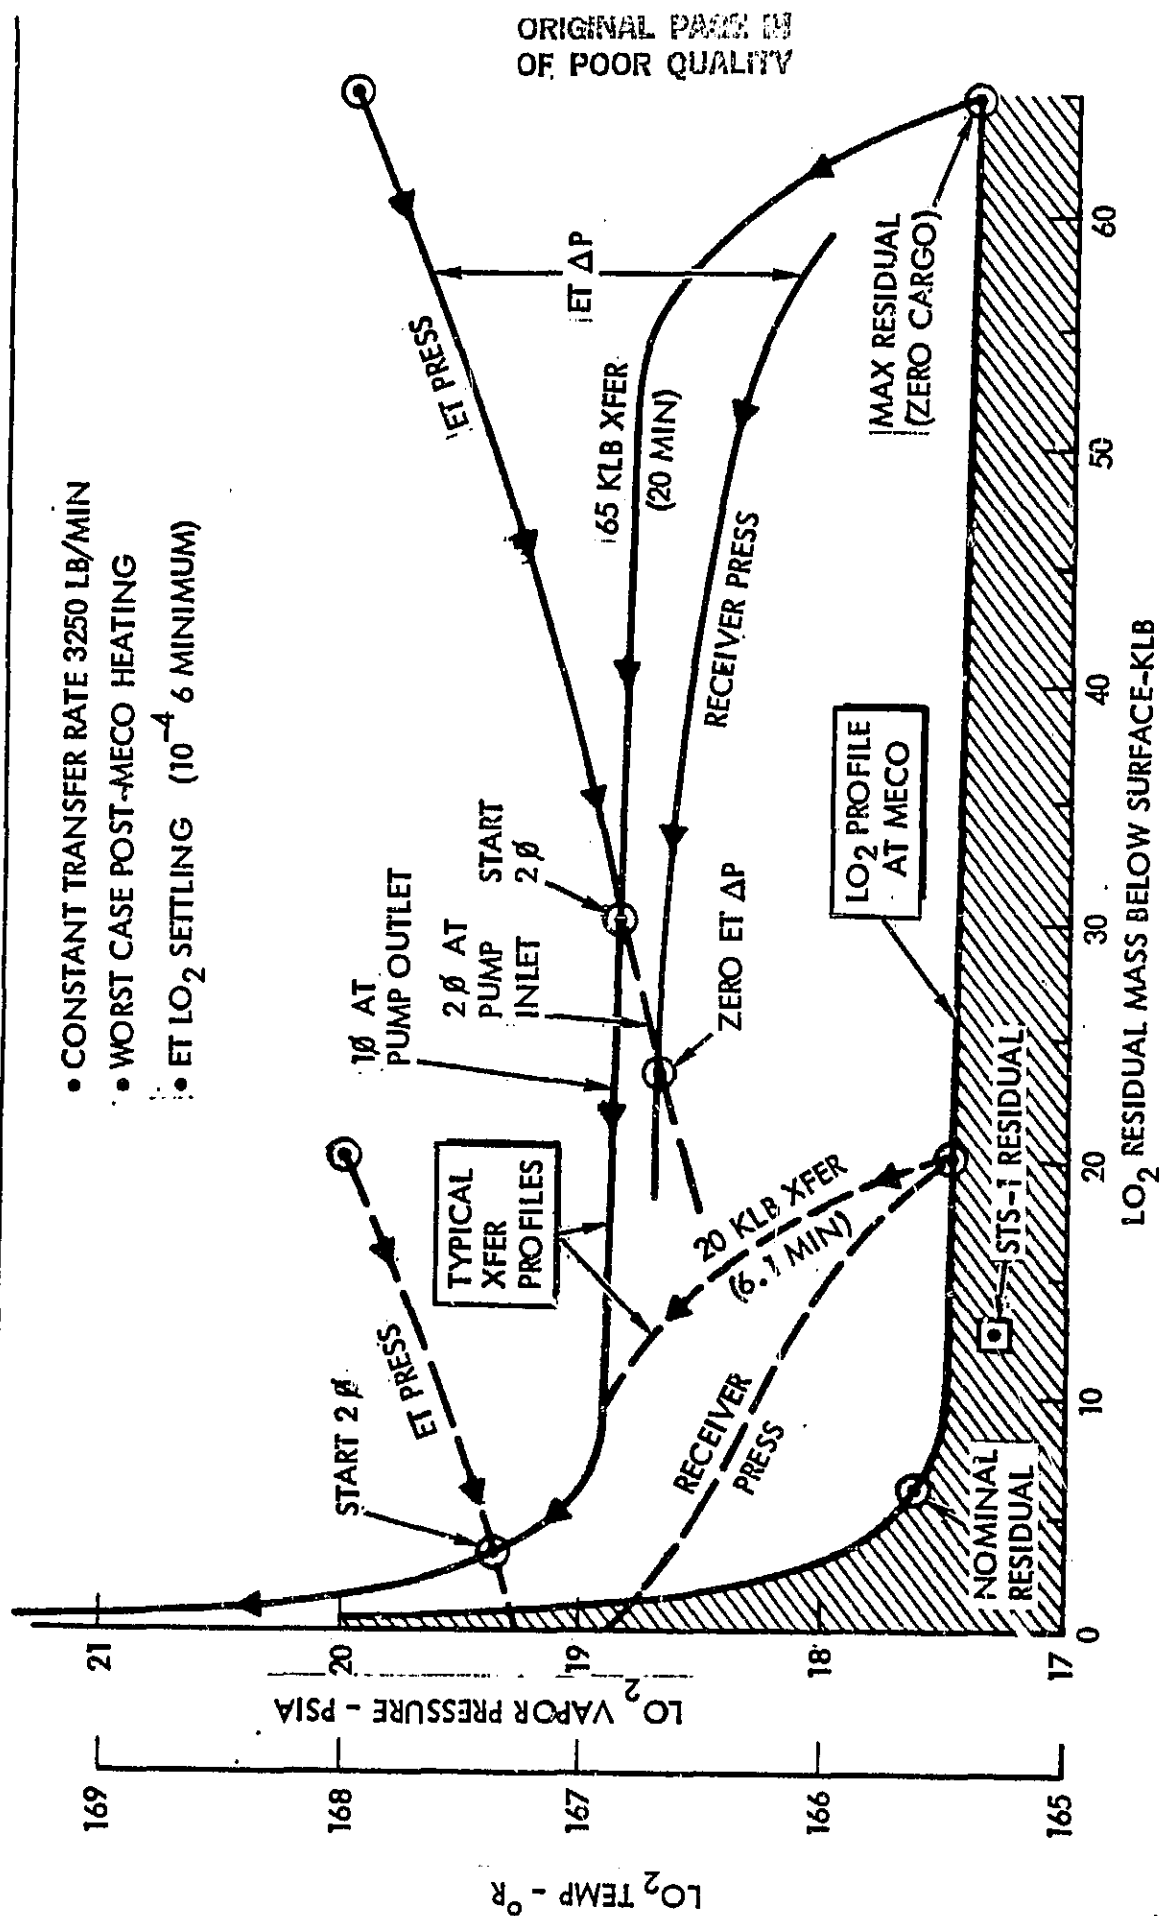 ORIGINAL PAGE IS
OF POOR QUALITY
• CONSTANT TRANSFER RATE 3250 LB/MIN
• WORST CASE POST-MECO HEATING
• ET LO2 SETTLING (10⁻⁴ 6 MINIMUM)
ET PRESS
ET ΔP
65 KLB XFER
(20 MIN)
RECEIVER PRESS
MAX RESIDUAL
(ZERO CARGO)
1Ø AT
PUMP OUTLET
2Ø AT
PUMP
INLET
START
2Ø
ZERO ET ΔP
LO2 PROFILE
AT MECO
TYPICAL
XFER
PROFILES
START 2Ø
ET PRESS
20 KLB XFER
(6.1 MIN)
RECEIVER
PRESS
STS-1 RESIDUAL
NOMINAL
RESIDUAL
0 10 20 30 40 50 60
LO2 RESIDUAL MASS BELOW SURFACE-KLB
21
20
19
18
17
LO2 VAPOR PRESSURE - PSIA
169
168
167
166
165
LO2 TEMP - °R